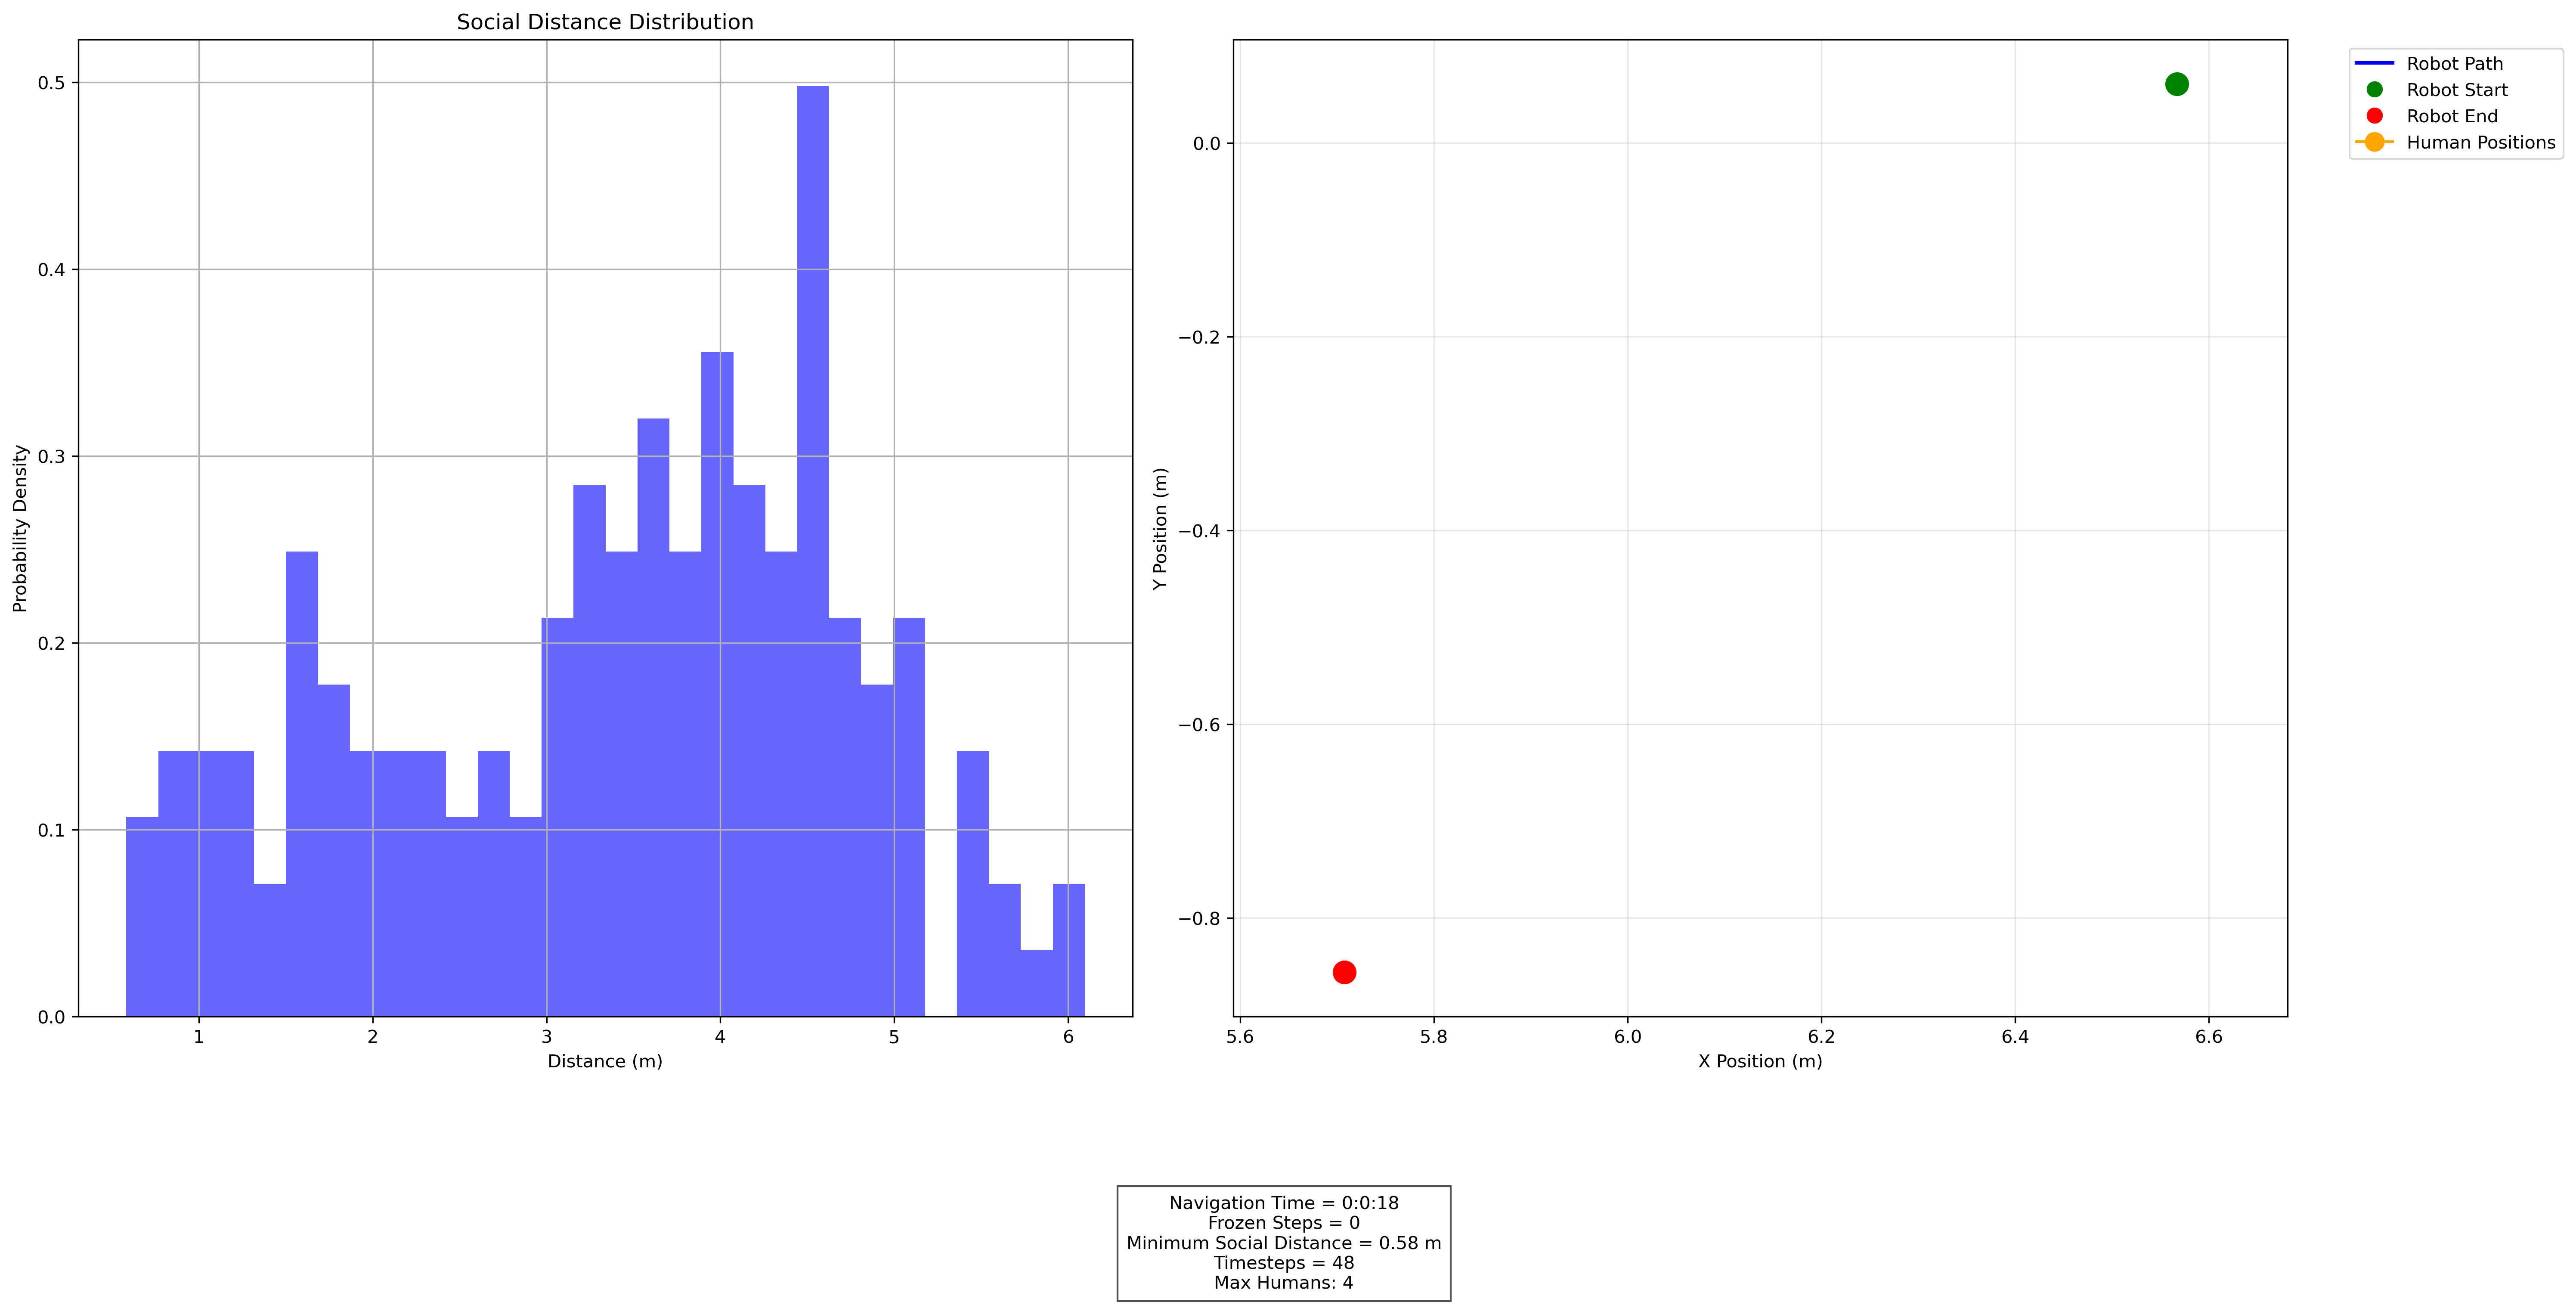 Social Distance Distribution
0.5
0.4
0.3
0.2
0.1
0.0
Probability Density
1 2 3 4 5 6
Distance (m)
0.0
−0.2
−0.4
−0.6
−0.8
Y Position (m)
5.6 5.8 6.0 6.2 6.4 6.6
X Position (m)
Robot Path
Robot Start
Robot End
Human Positions
Navigation Time = 0:0:18
Frozen Steps = 0
Minimum Social Distance = 0.58 m
Timesteps = 48
Max Humans: 4